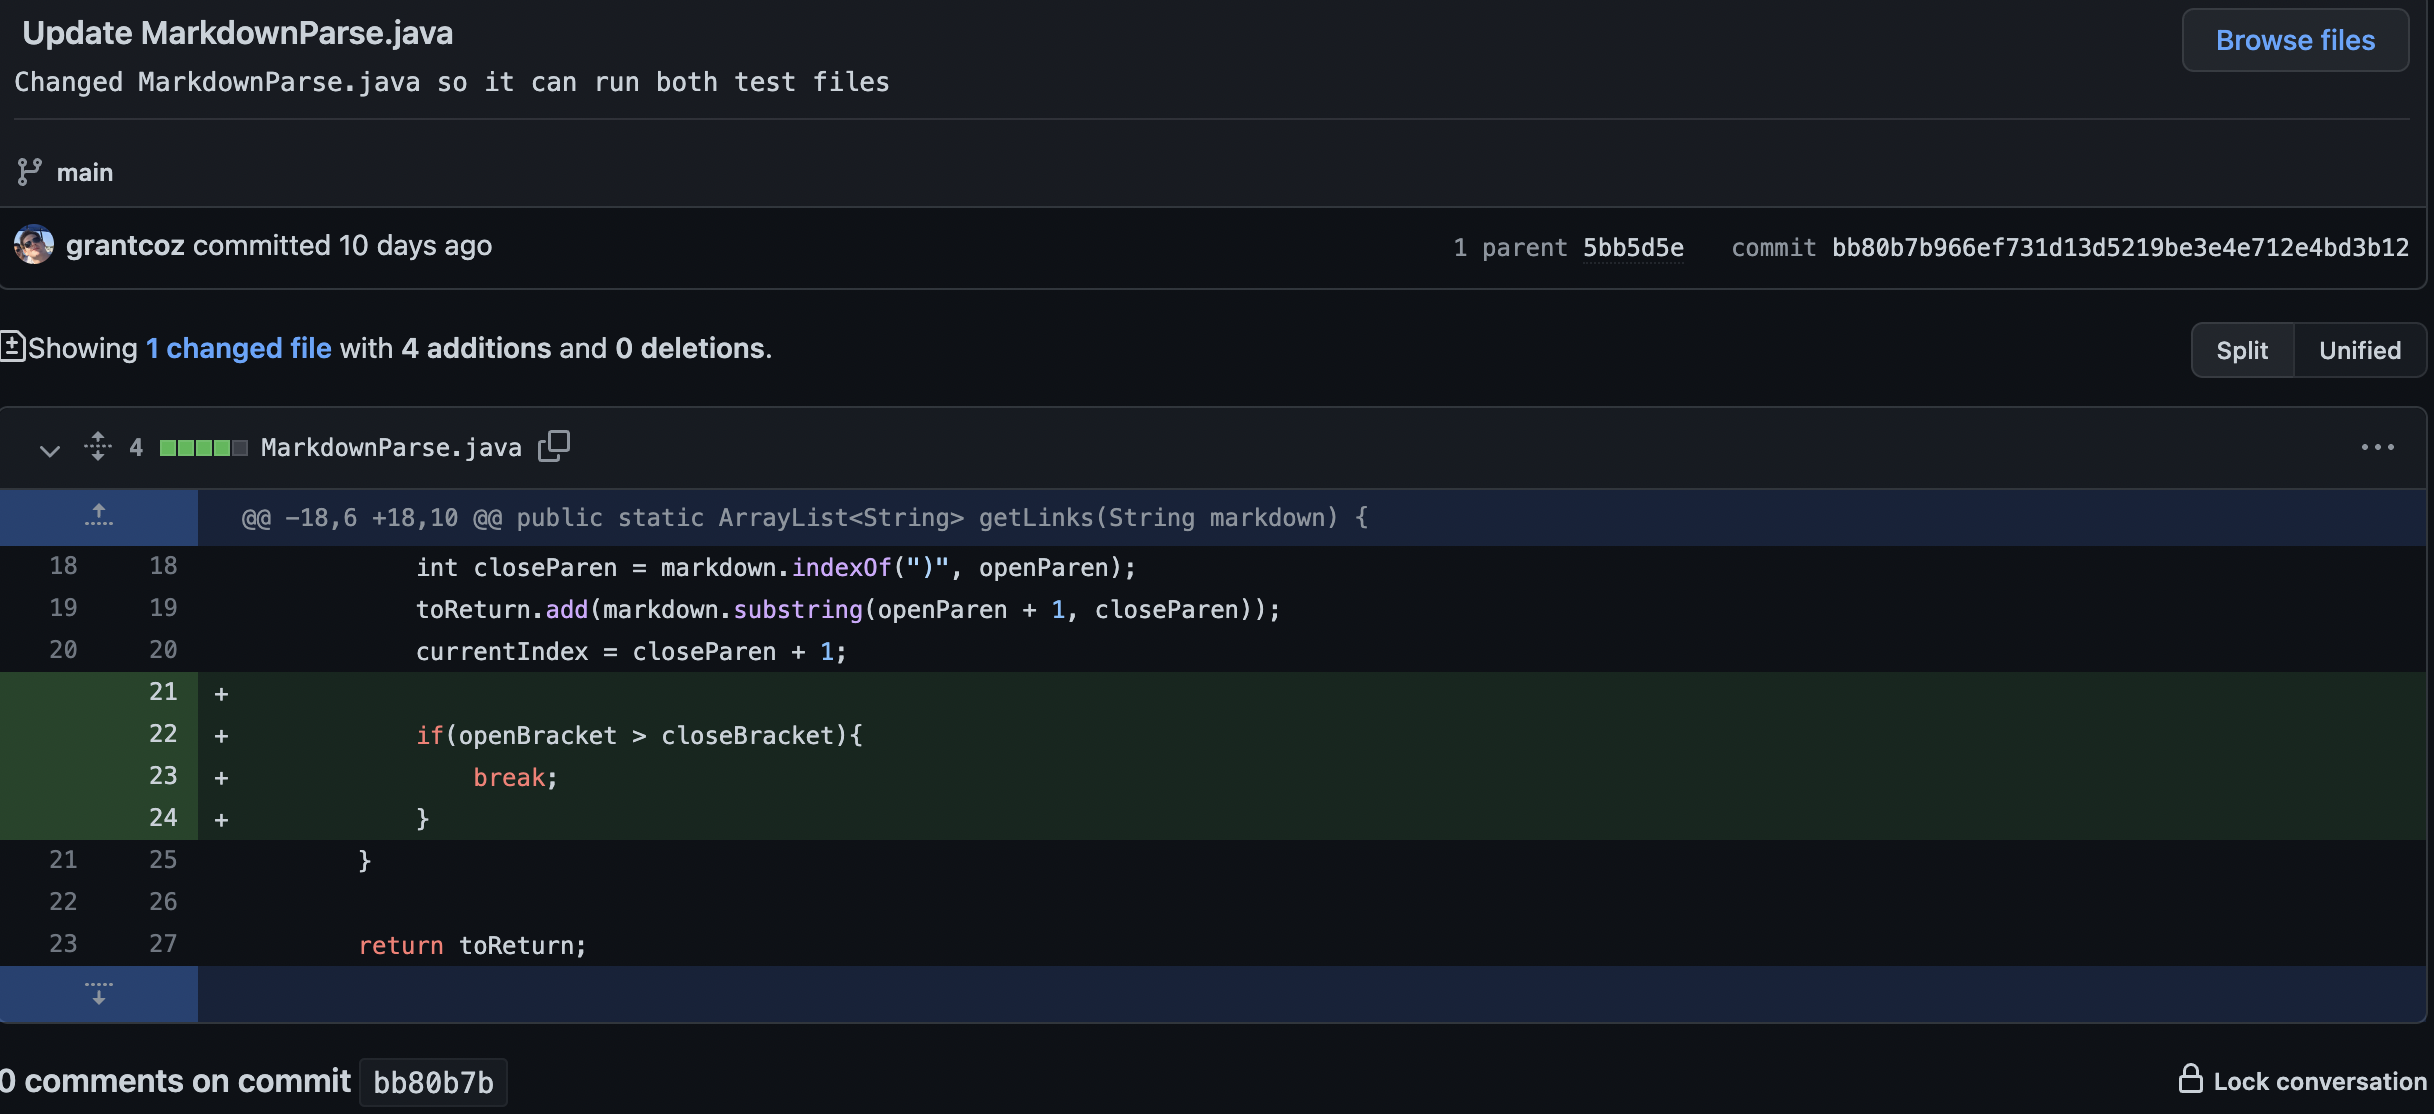 Update MarkdownParse.java
Browse files
Changed MarkdownParse.java so it can run both test files
main
grantcoz committed 10 days ago 1 parent 5bb5d5e commit bb80b7b966ef731d13d5219be3e4e712e4bd3b12
Showing 1 changed file with 4 additions and 0 deletions.
Split Unified
4 MarkdownParse.java
@@ -18,6 +18,10 @@ public static ArrayList<String> getLinks(String markdown) {
18 18 int closeParen = markdown.indexOf(")", openParen);
19 19 toReturn.add(markdown.substring(openParen + 1, closeParen));
20 20 currentIndex = closeParen + 1;
21 +
22 + if(openBracket > closeBracket){
23 + break;
24 + }
21 25 }
22 26
23 27 return toReturn;
0 comments on commit bb80b7b
Lock conversation